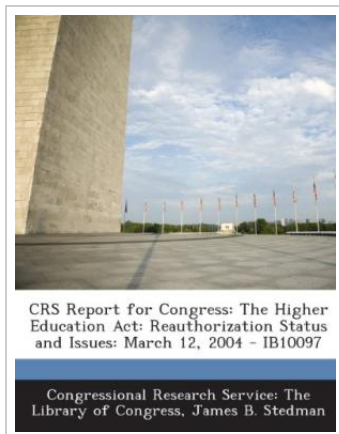 CRS Report for Congress: The Higher
Education Act: Reauthorization Status
and Issues: March 12, 2004 - IB10097
Congressional Research Service: The
Library of Congress, James B. Stedman